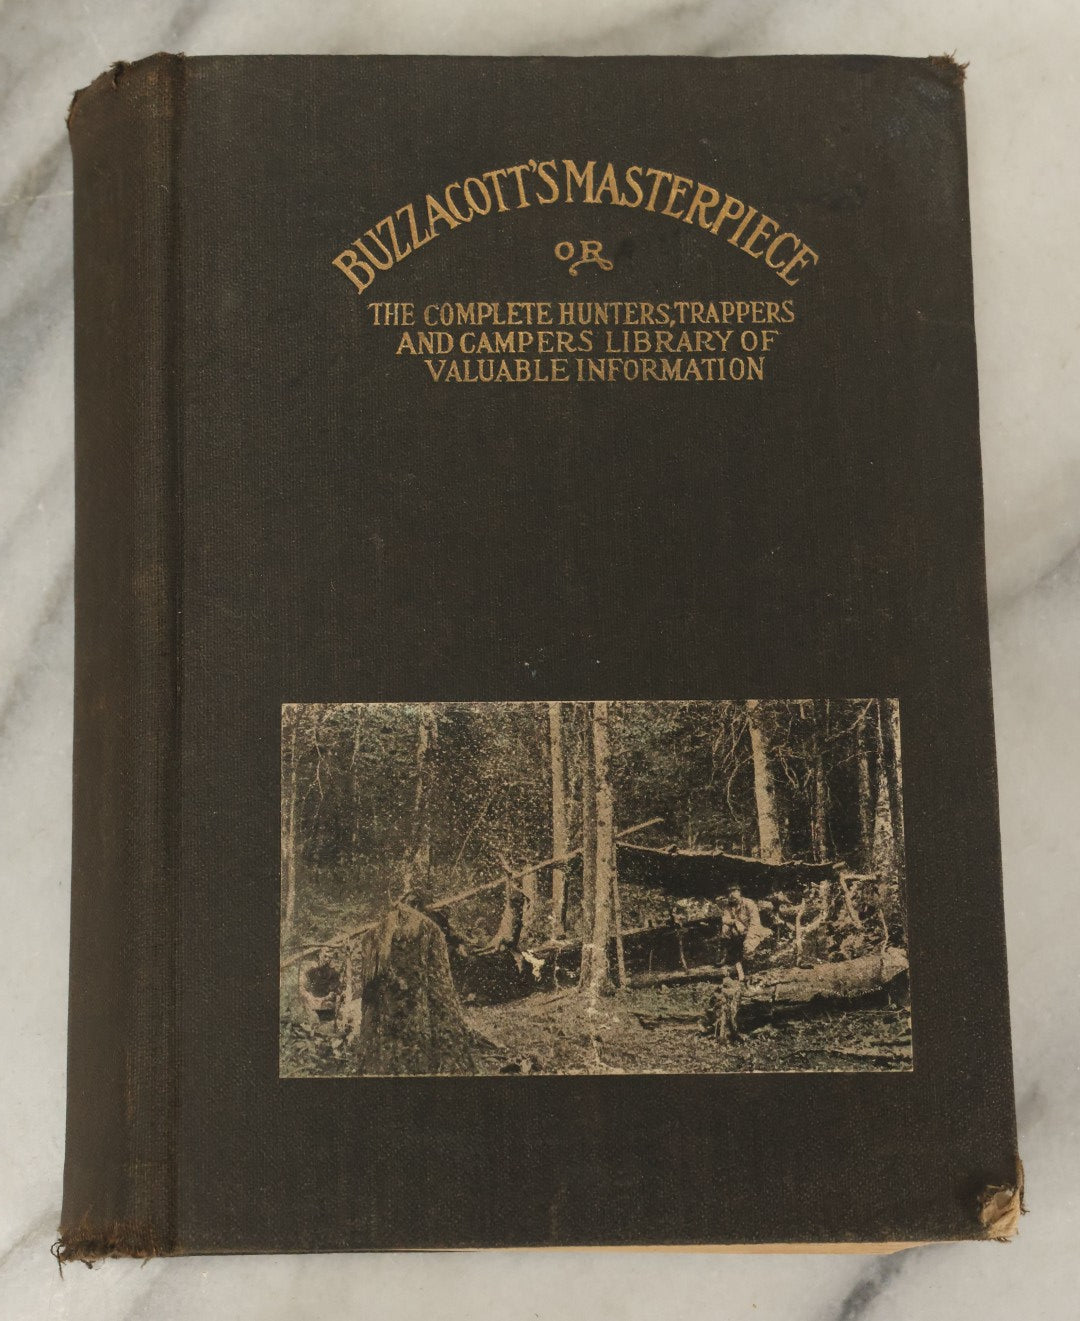 BUZZACOTT'S MASTERPIECE
OR
THE COMPLETE HUNTERS, TRAPPERS
AND CAMPERS LIBRARY OF
VALUABLE INFORMATION